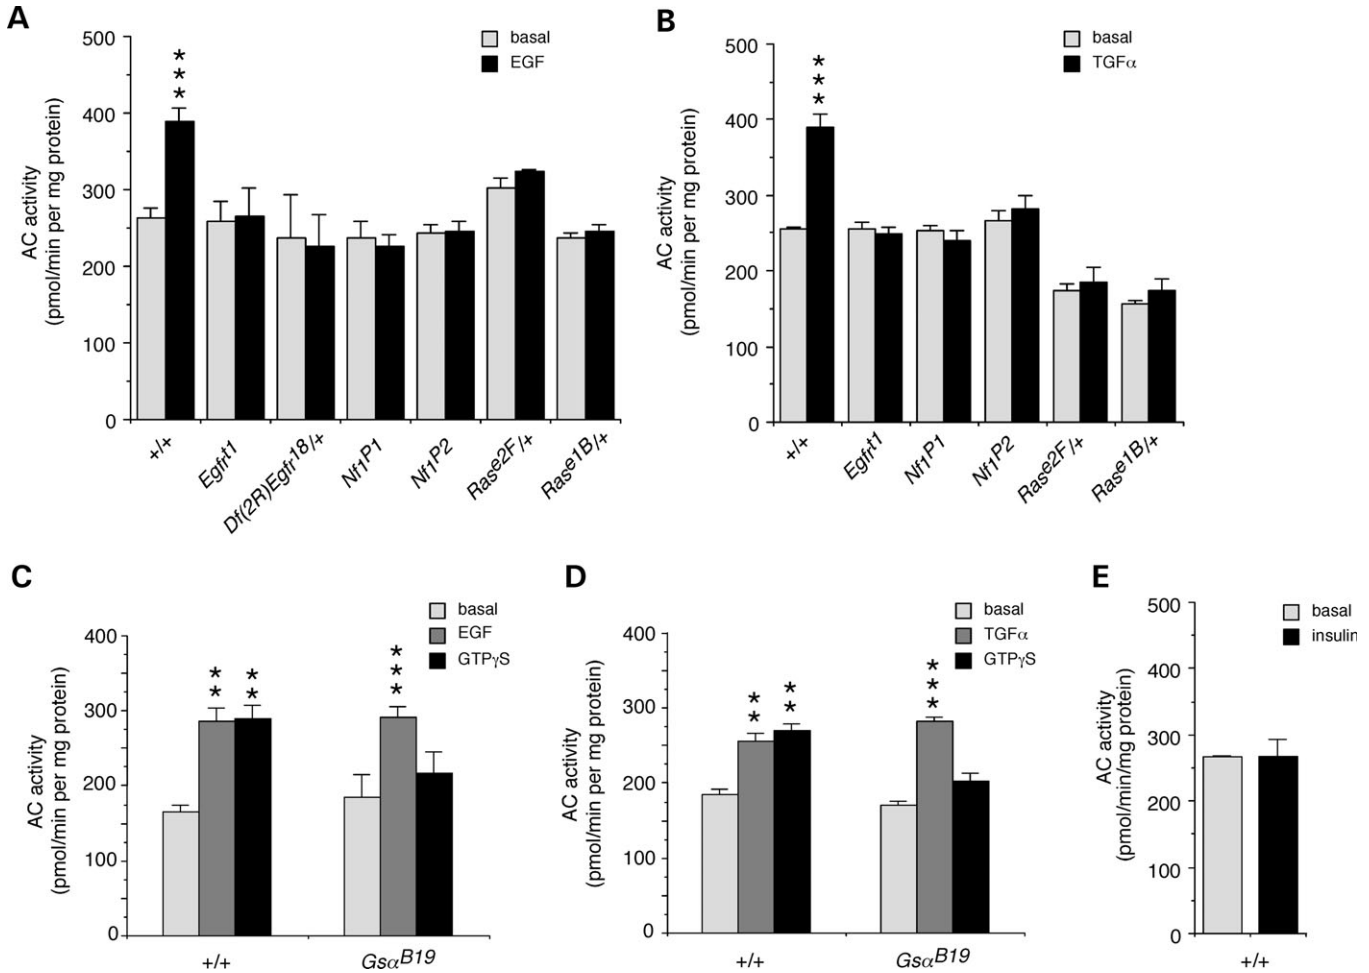 A
500
400
300
200
100
0
AC activity
(pmol/min per mg protein)
basal
EGF
***
+/+
Egfrt1
Df(2R)Egfr18/+
Nf1P1
Nf1P2
Rase2F/+
Rase1B/+
B
500
400
300
200
100
0
AC activity
(pmol/min per mg protein)
basal
TGFα
***
+/+
Egfrt1
Nf1P1
Nf1P2
Rase2F/+
Rase1B/+
C
400
300
200
100
0
AC activity
(pmol/min per mg protein)
basal
EGF
GTPγS
**
**
***
+/+
GsαB19
D
400
300
200
100
0
AC activity
(pmol/min per mg protein)
basal
TGFα
GTPγS
**
**
***
+/+
GsαB19
E
500
400
300
200
100
0
AC activity
(pmol/min/mg protein)
basal
insulin
+/+